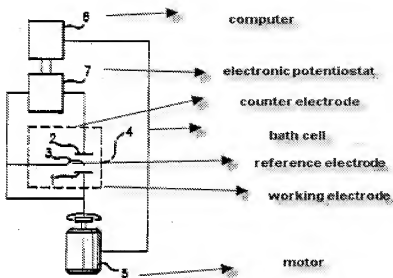 6 computer
7 electronic potentiostat
counter electrode
2
4
bath cell
3
reference electrode
1
working electrode
5 motor